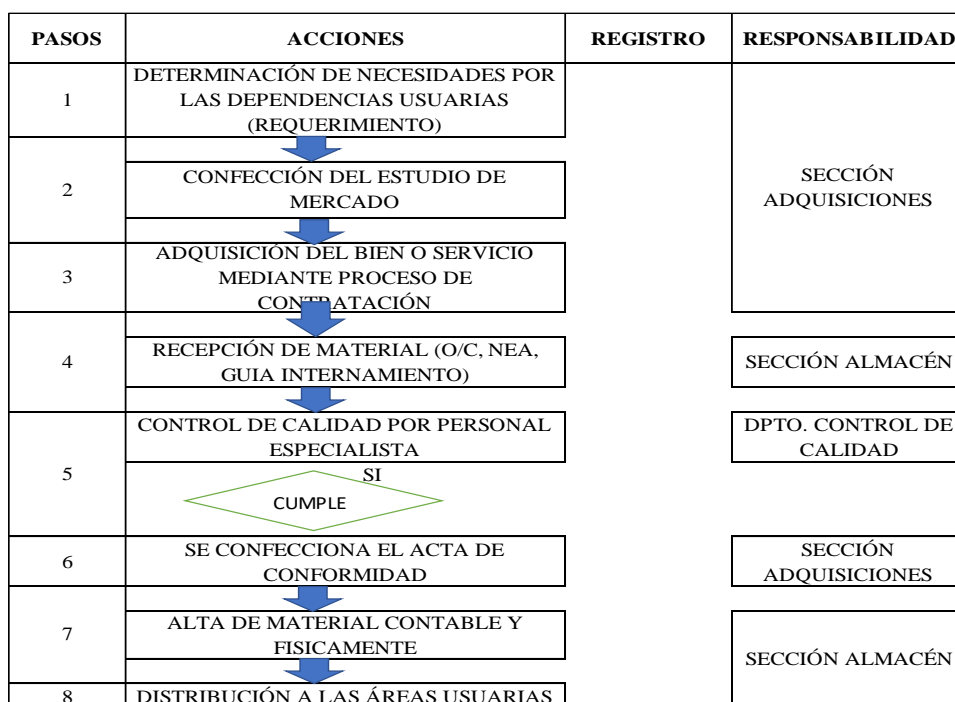 PASOS ACCIONES REGISTRO RESPONSABILIDAD
1
DETERMINACIÓN DE NECESIDADES POR
LAS DEPENDENCIAS USUARIAS
(REQUERIMIENTO)
2
CONFECCIÓN DEL ESTUDIO DE
MERCADO
SECCIÓN
ADQUISICIONES
3
ADQUISICIÓN DEL BIEN O SERVICIO
MEDIANTE PROCESO DE
CONTRATACIÓN
4
RECEPCIÓN DE MATERIAL (O/C, NEA,
GUIA INTERNAMIENTO)
SECCIÓN ALMACÉN
5
CONTROL DE CALIDAD POR PERSONAL
ESPECIALISTA
DPTO. CONTROL DE
CALIDAD
SI
CUMPLE
6
SE CONFECCIONA EL ACTA DE
CONFORMIDAD
SECCIÓN
ADQUISICIONES
7
ALTA DE MATERIAL CONTABLE Y
FISICAMENTE
SECCIÓN ALMACÉN
8
DISTRIBUCIÓN A LAS ÁREAS USUARIAS